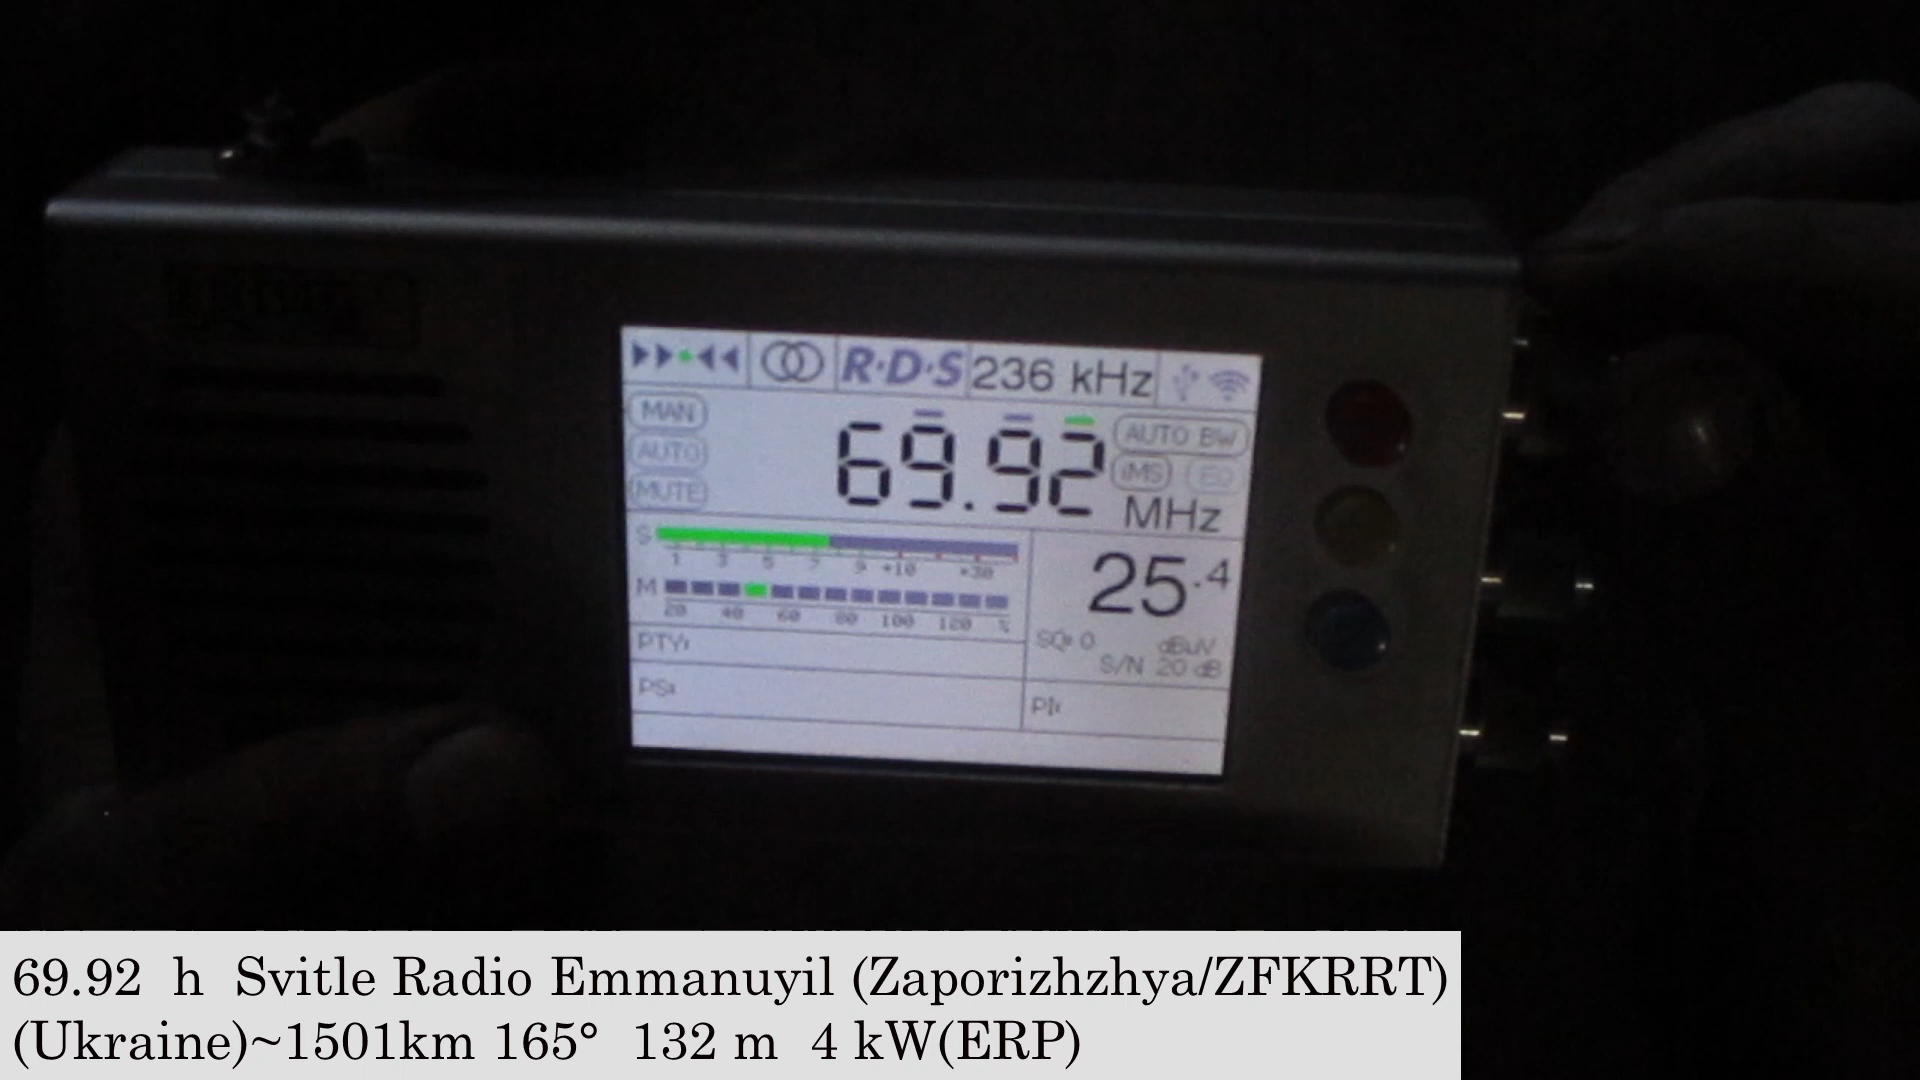 R·D·S 236 kHz
MAN 69.92 AUTO BW
AUTO iMS EQ
MUTE MHz
S
1 3 5 7 9 +10 +30
25.4
M
20 40 60 80 100 120 %
SQ: 0 dBuV
PTY: S/N 20 dB
PS: PI:
69.92 h Svitle Radio Emmanuyil (Zaporizhzhya/ZFKRRT)
(Ukraine)~1501km 165° 132 m 4 kW(ERP)